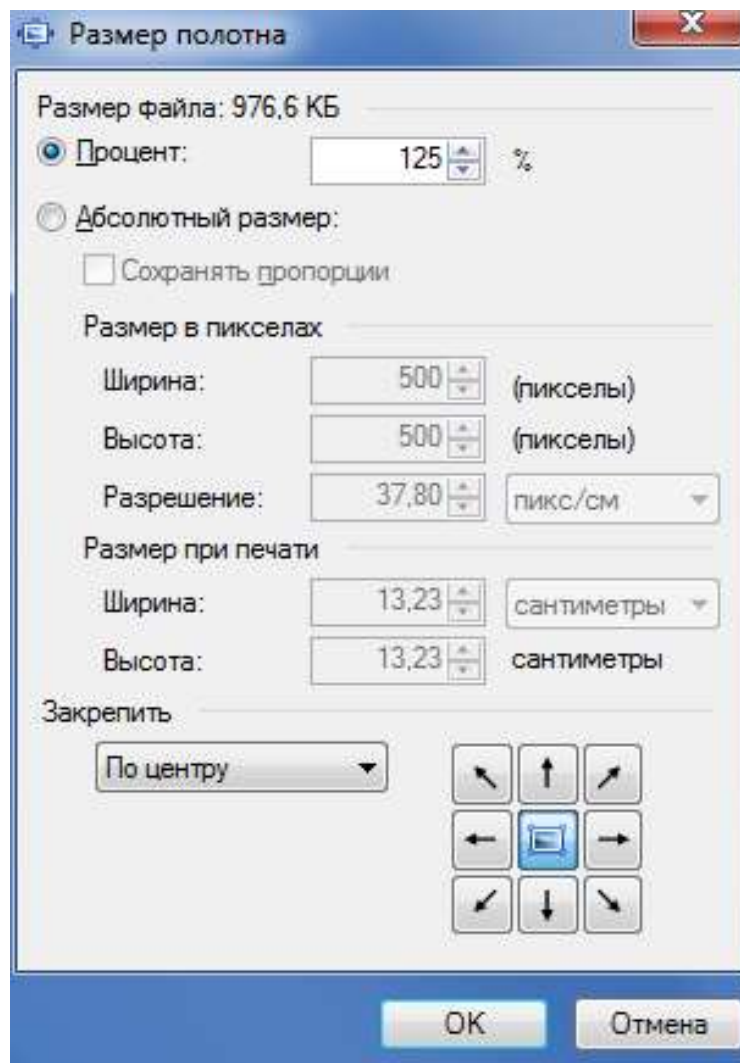 Размер полотна
Размер файла: 976,6 КБ
Процент: 125 %
Абсолютный размер:
Сохранять пропорции
Размер в пикселах
Ширина: 500 (пикселы)
Высота: 500 (пикселы)
Разрешение: 37,80 пикс/см
Размер при печати
Ширина: 13,23 сантиметры
Высота: 13,23 сантиметры
Закрепить
По центру
OK Отмена